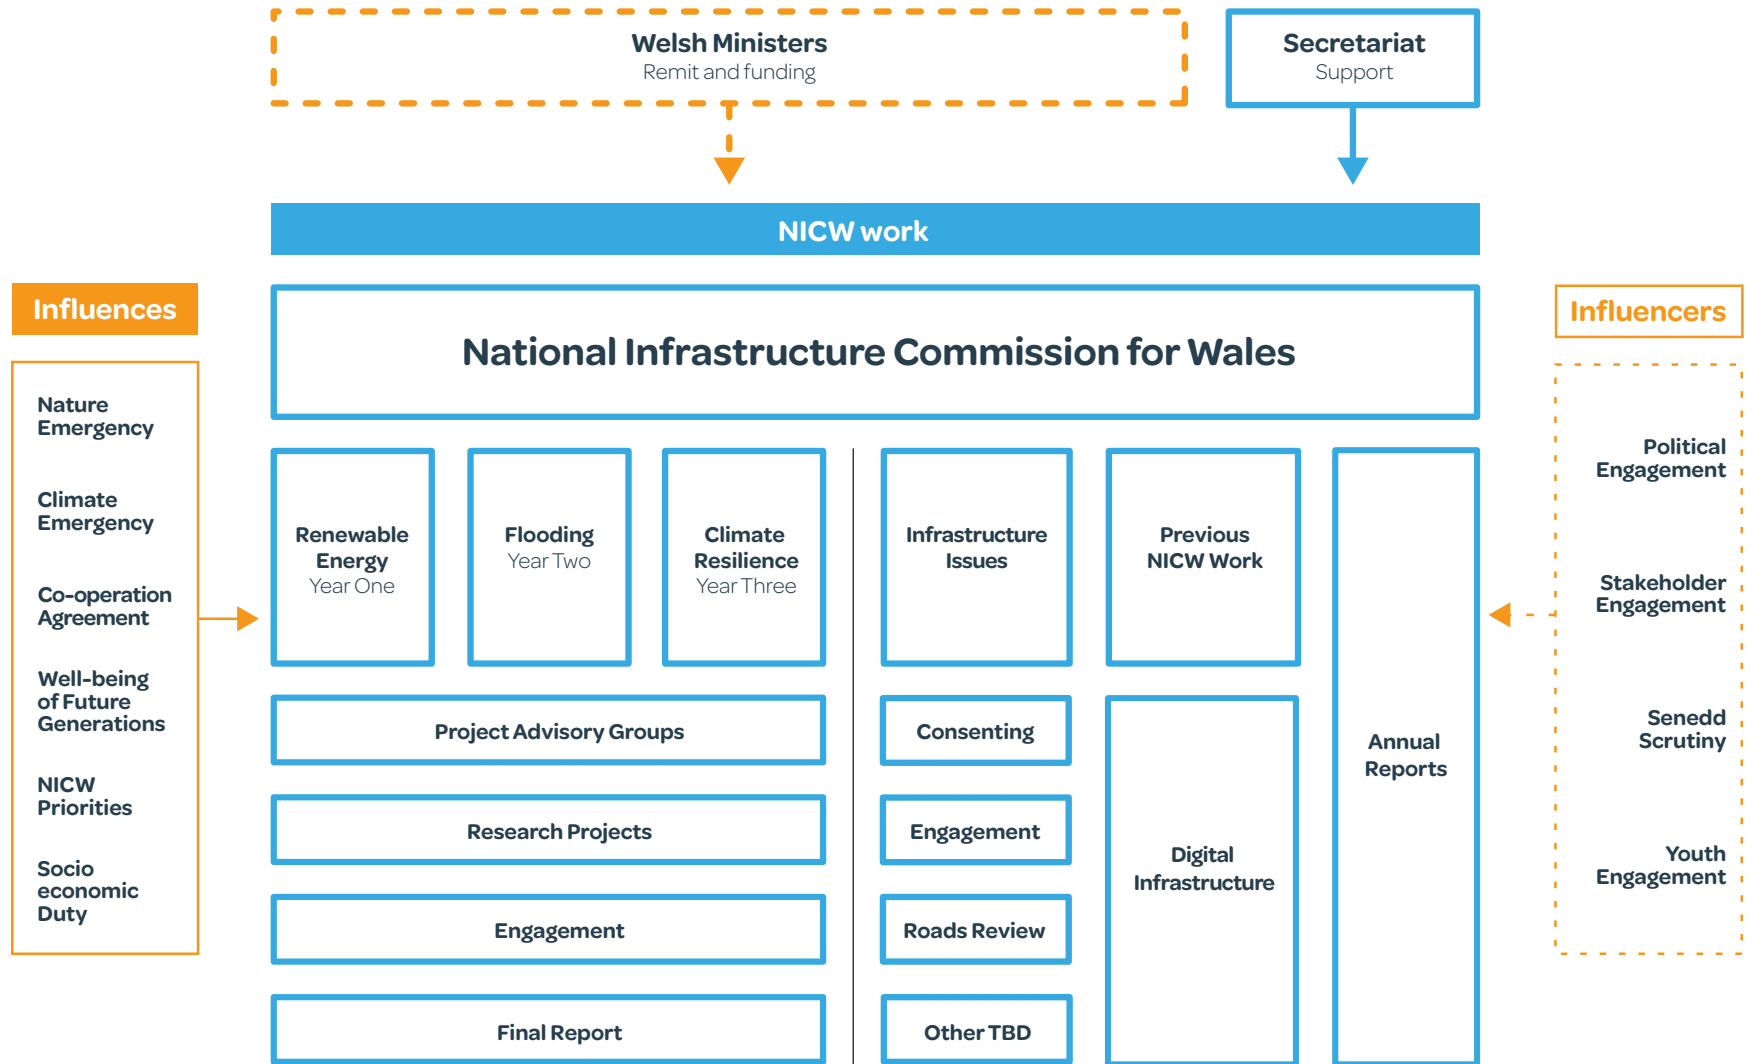 Welsh Ministers
Remit and funding
Secretariat
Support
NICW work
Influences
Nature
Emergency
Climate
Emergency
Co-operation
Agreement
Well-being
of Future
Generations
NICW
Priorities
Socio
economic
Duty
National Infrastructure Commission for Wales
Renewable
Energy
Year One
Flooding
Year Two
Climate
Resilience
Year Three
Project Advisory Groups
Research Projects
Engagement
Final Report
Infrastructure
Issues
Consenting
Engagement
Roads Review
Other TBD
Previous
NICW Work
Digital
Infrastructure
Annual
Reports
Influencers
Political
Engagement
Stakeholder
Engagement
Senedd
Scrutiny
Youth
Engagement